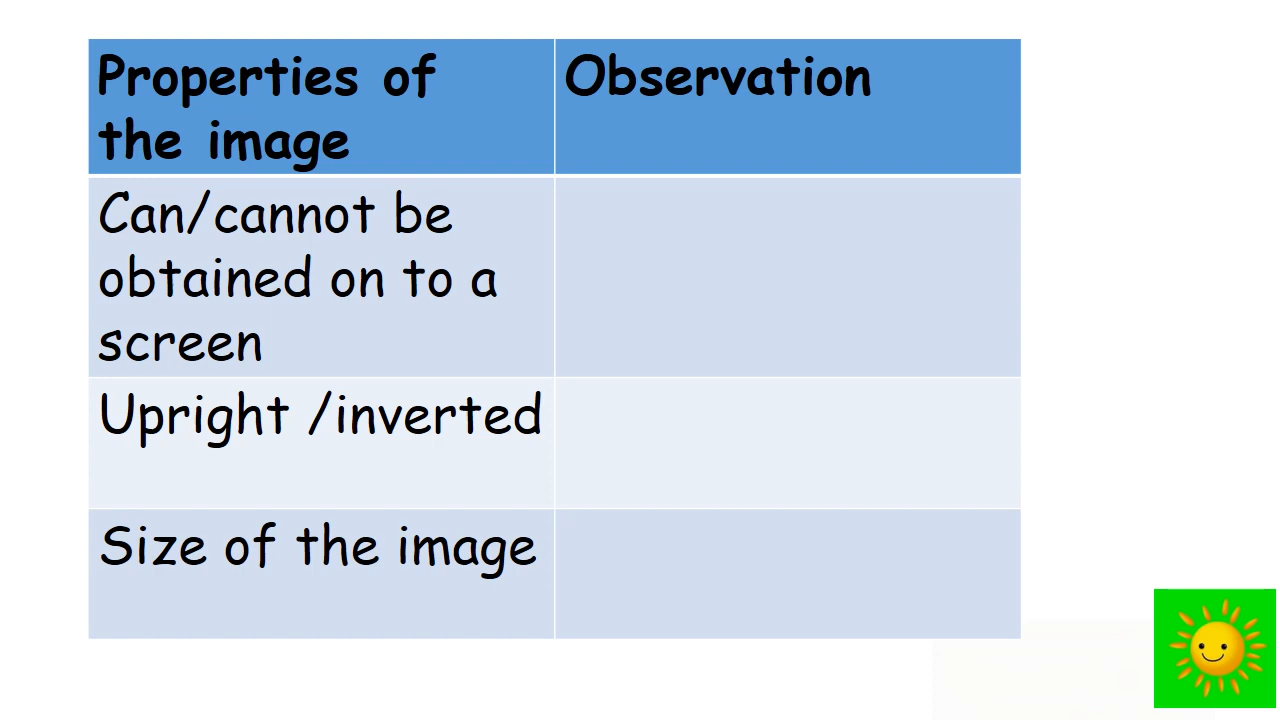 Properties of
the image
Observation
Can/cannot be
obtained on to a
screen
Upright /inverted
Size of the image